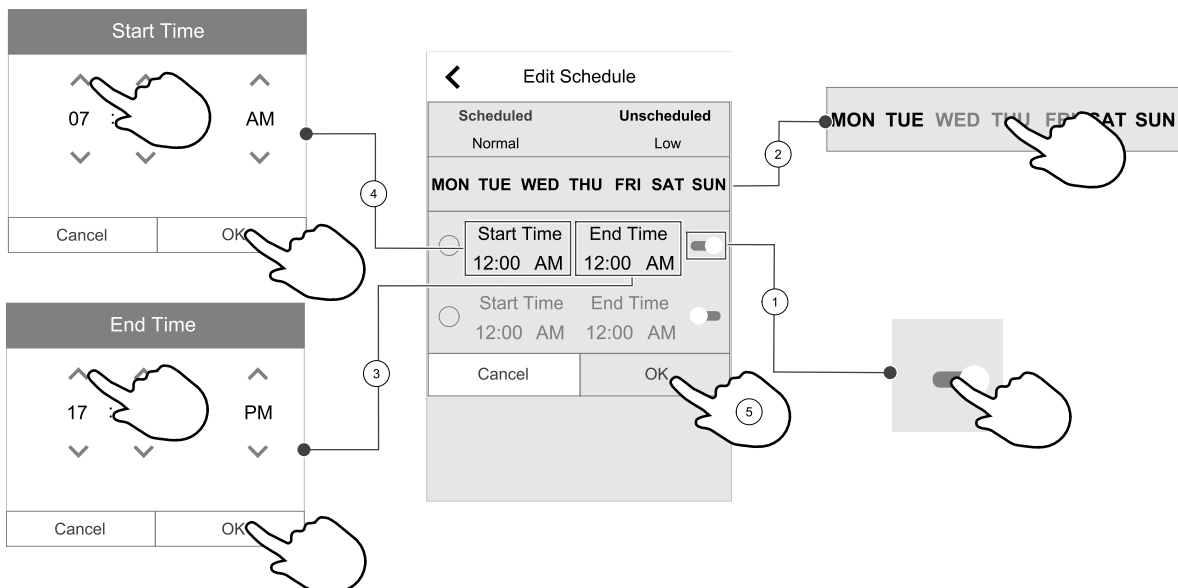 Start Time
07 :
AM
Cancel
OK
End Time
17 :
PM
Cancel
OK
4
3
Edit Schedule
Scheduled
Unscheduled
Normal
Low
MON TUE WED THU FRI SAT SUN
Start Time
End Time
12:00 AM
12:00 AM
Start Time
End Time
12:00 AM
12:00 AM
Cancel
OK
5
2
MON TUE WED THU FRI SAT SUN
1